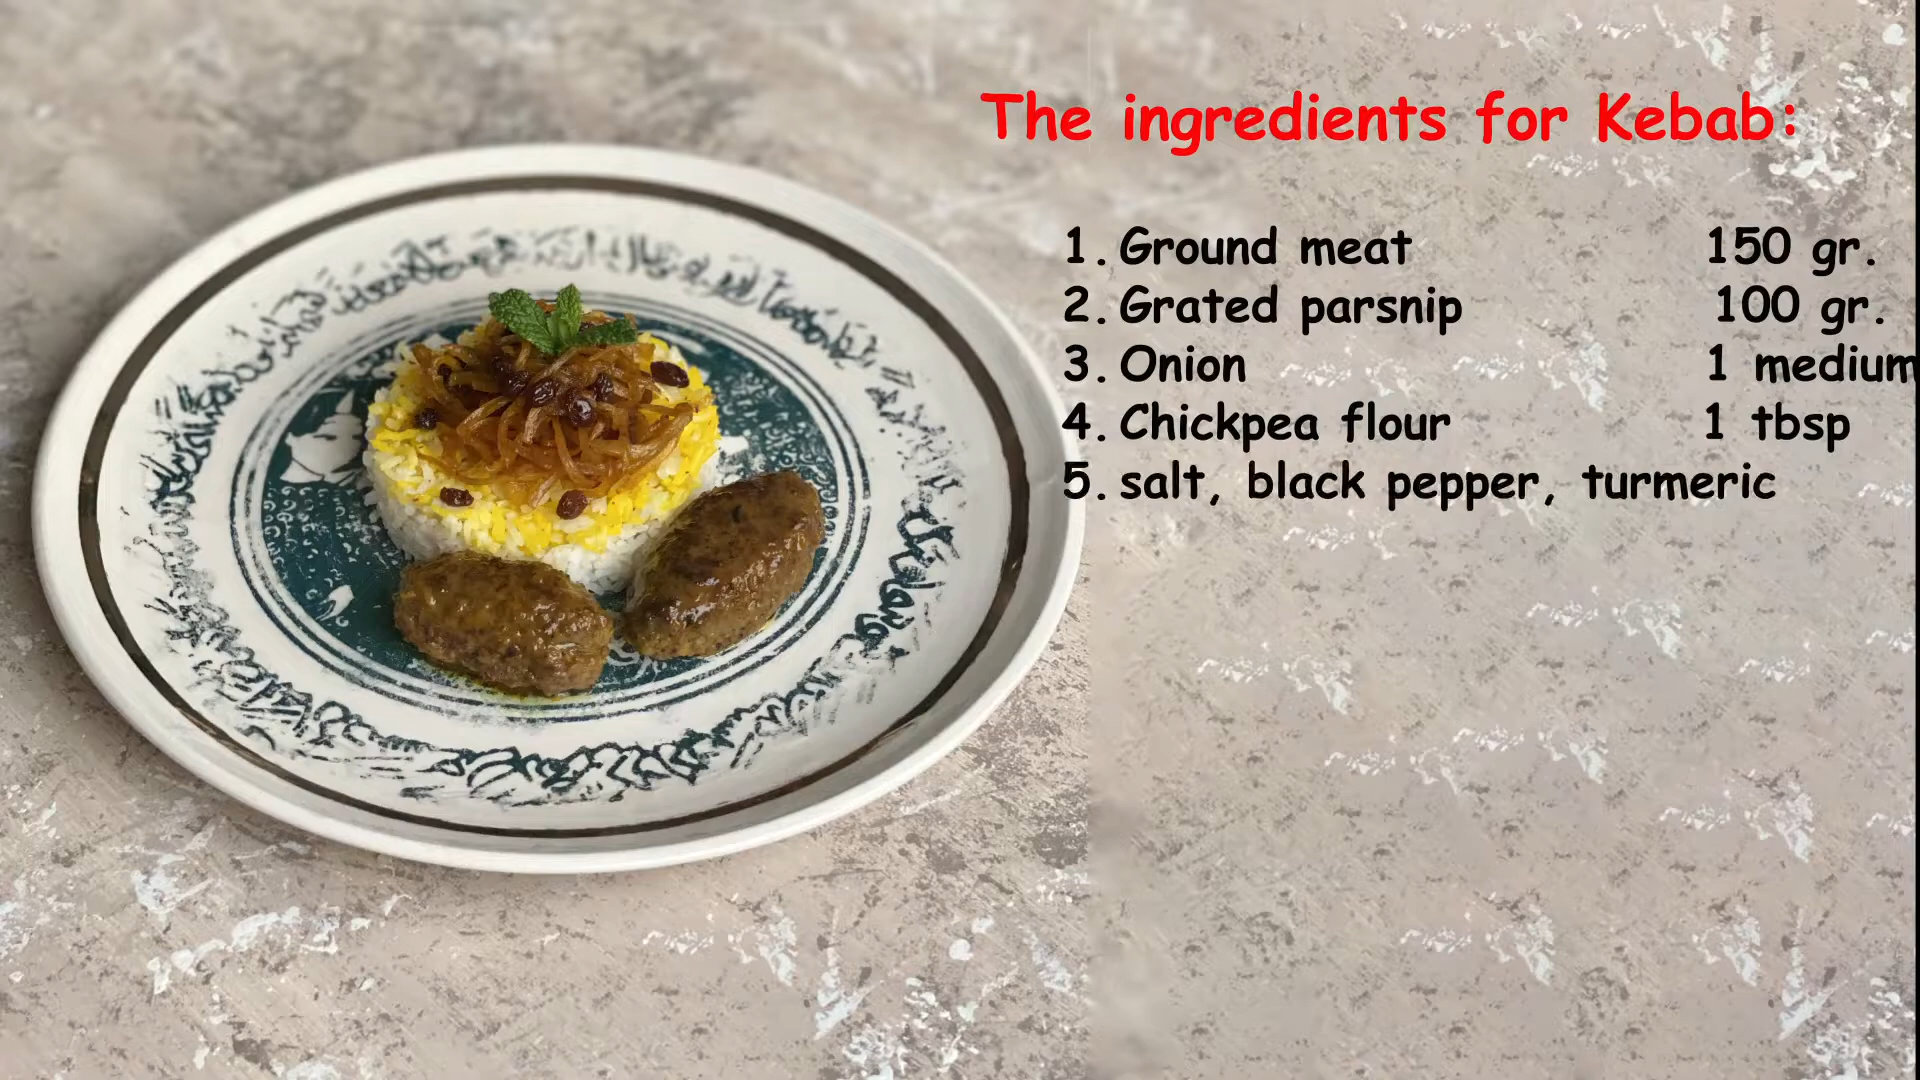 The ingredients for Kebab:
1. Ground meat 150 gr.
2. Grated parsnip 100 gr.
3. Onion 1 medium
4. Chickpea flour 1 tbsp
5. salt, black pepper, turmeric